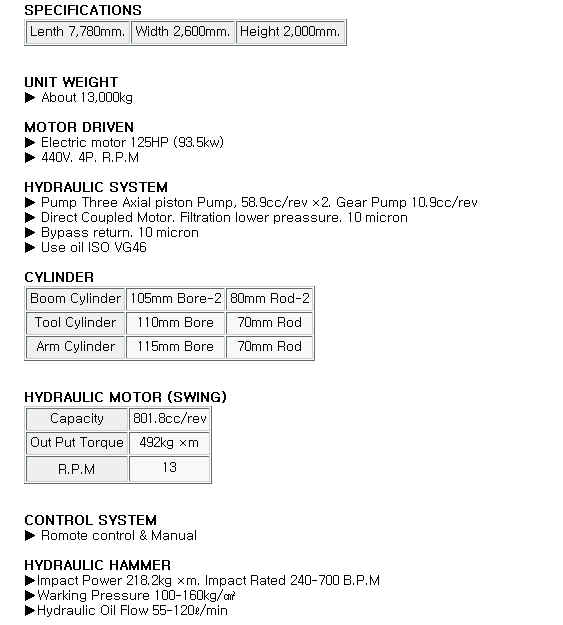 SPECIFICATIONS
Lenth 7,780mm. Width 2,600mm. Height 2,000mm.
UNIT WEIGHT
▶ About 13,000kg
MOTOR DRIVEN
▶ Electric motor 125HP (93.5kw)
▶ 440V. 4P. R.P.M
HYDRAULIC SYSTEM
▶ Pump Three Axial piston Pump, 58.9cc/rev ×2. Gear Pump 10.9cc/rev
▶ Direct Coupled Motor. Filtration lower preassure. 10 micron
▶ Bypass return. 10 micron
▶ Use oil ISO VG46
CYLINDER
Boom Cylinder 105mm Bore-2 80mm Rod-2
Tool Cylinder 110mm Bore 70mm Rod
Arm Cylinder 115mm Bore 70mm Rod
HYDRAULIC MOTOR (SWING)
Capacity 801.8cc/rev
Out Put Torque 492kg ×m
R.P.M 13
CONTROL SYSTEM
▶ Romote control & Manual
HYDRAULIC HAMMER
▶Impact Power 218.2kg ×m. Impact Rated 240-700 B.P.M
▶Warking Pressure 100-160kg/㎠
▶Hydraulic Oil Flow 55-120ℓ/min